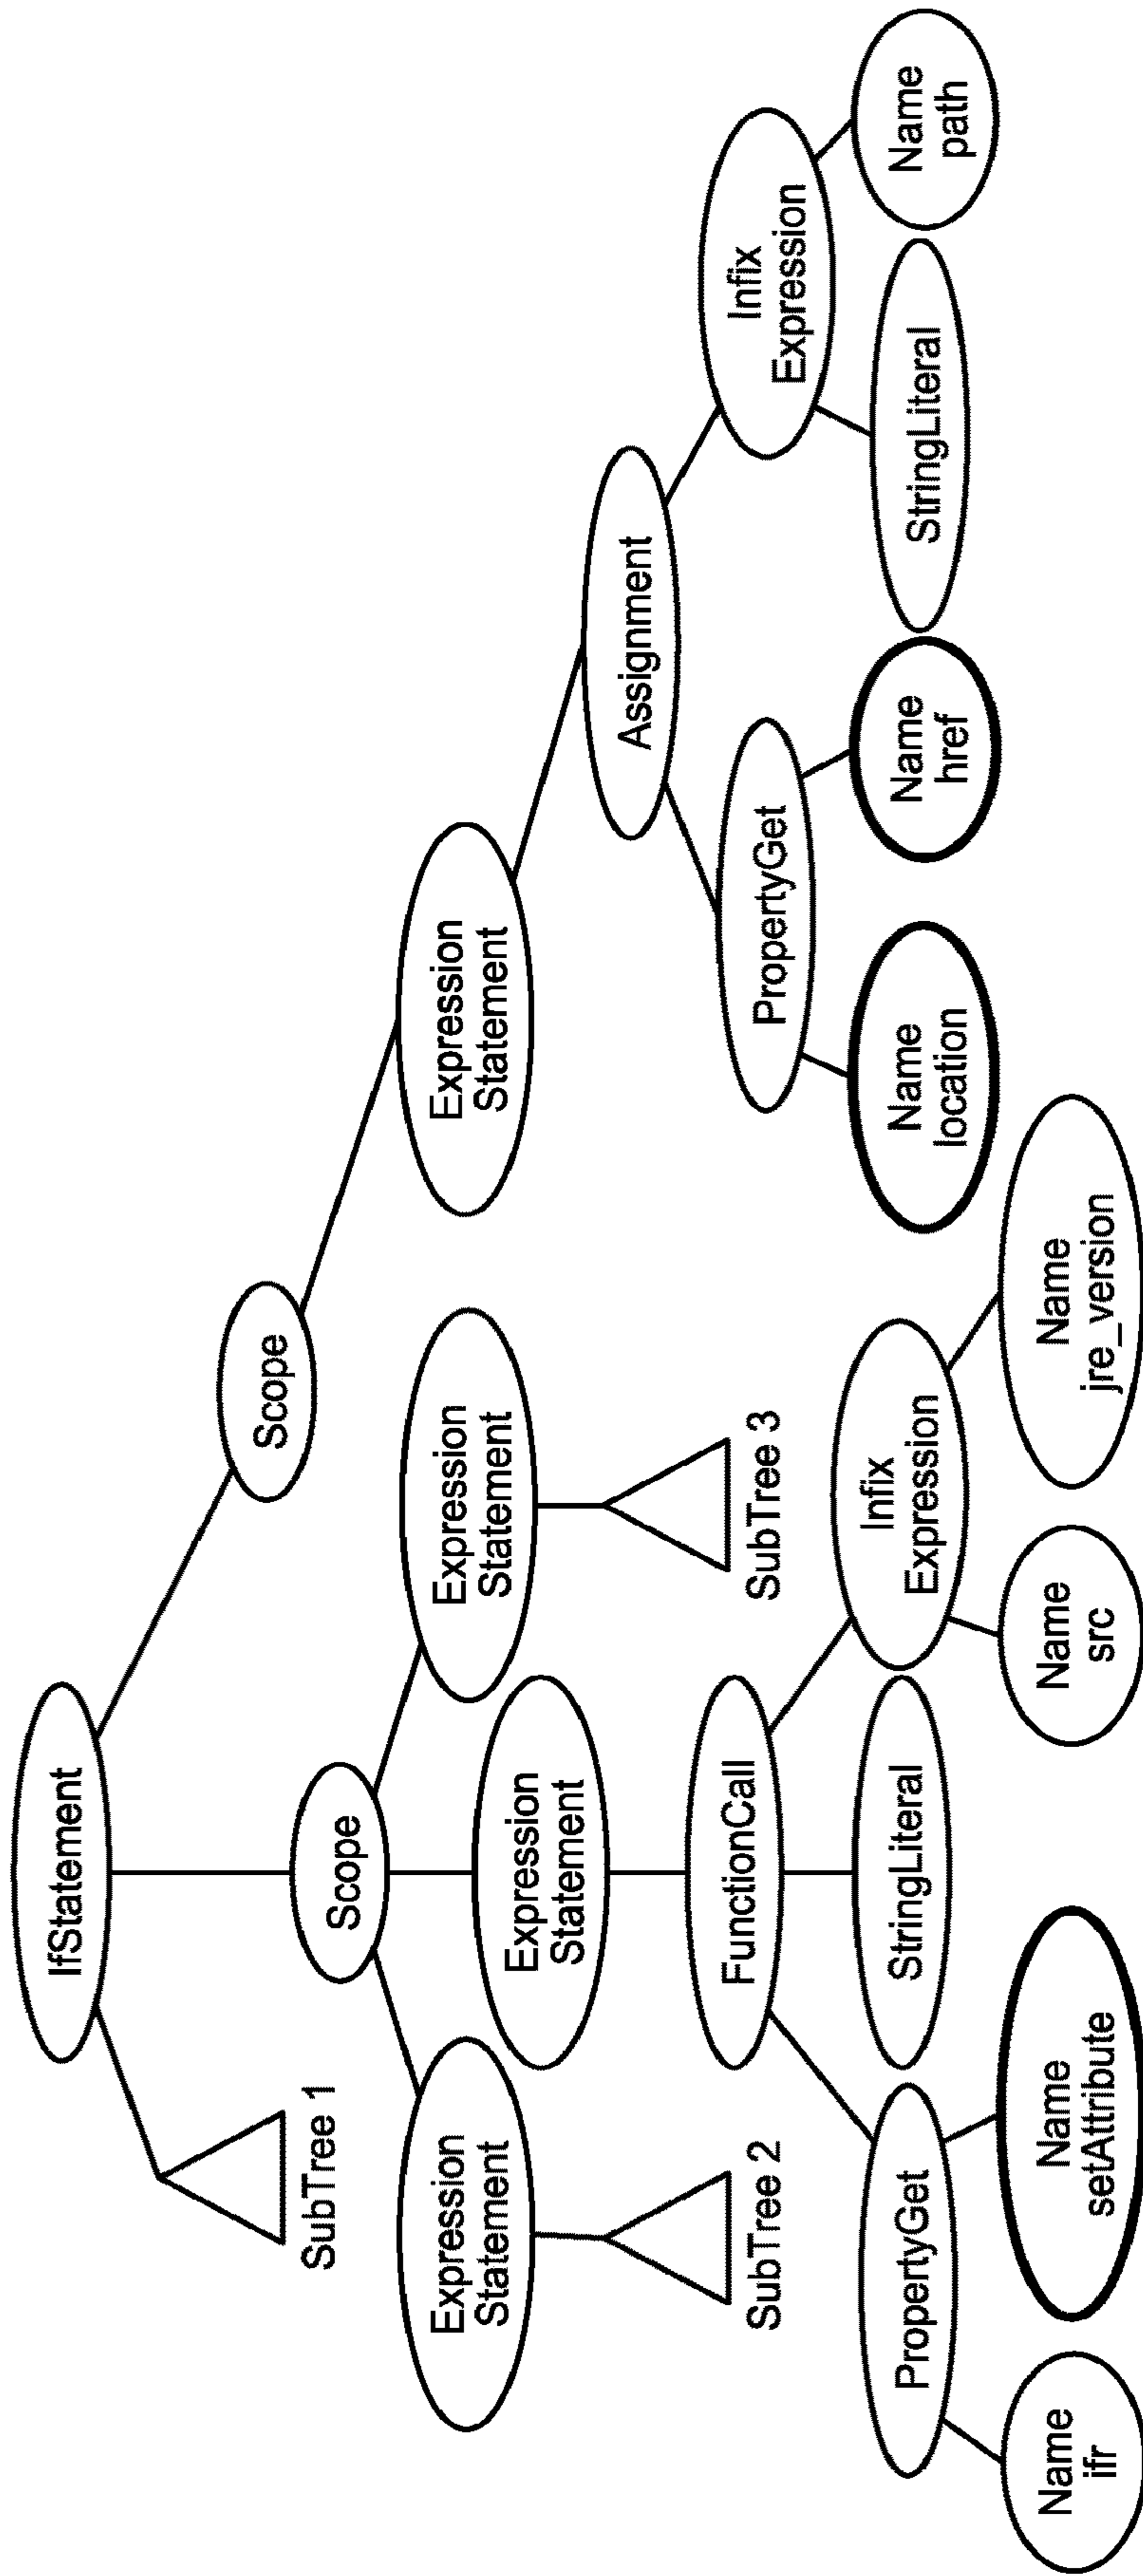 IfStatement
SubTree 1
Scope
Scope
Expression
Statement
Expression
Statement
Expression
Statement
Expression
Statement
SubTree 2
SubTree 3
Assignment
FunctionCall
PropertyGet
Infix
Expression
PropertyGet
StringLiteral
Infix
Expression
Name
location
Name
href
StringLiteral
Name
path
Name
ifr
Name
setAttribute
Name
src
Name
jre_version